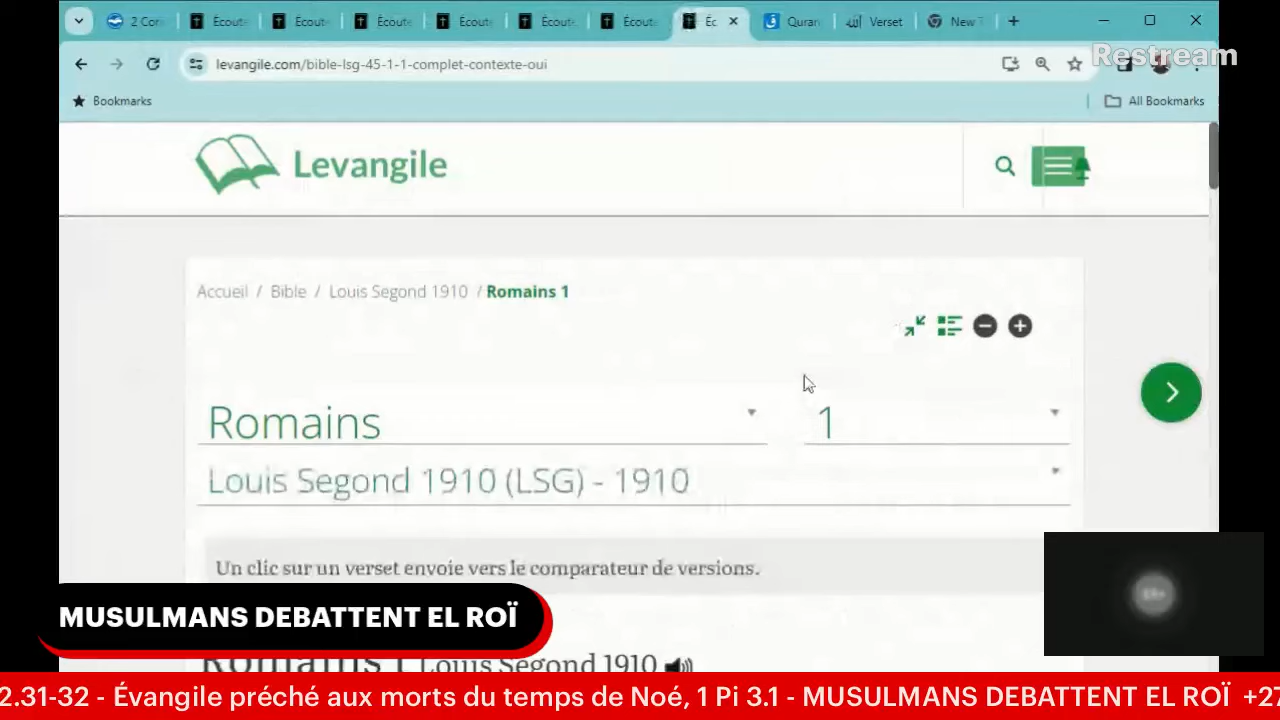 2 Cor
Écout
Écout
Écout
Écout
Écout
Écout
Éc
Quran
Verset
New T
levangile.com/bible-lsg-45-1-1-complet-contexte-oui
Restream
Bookmarks
All Bookmarks
Levangile
Accueil / Bible / Louis Segond 1910 / Romains 1
Romains
1
Louis Segond 1910 (LSG) - 1910
Un clic sur un verset envoie vers le comparateur de versions.
MUSULMANS DEBATTENT EL ROÏ
Romains 1 Louis Segond 1910
2.31-32 - Évangile préché aux morts du temps de Noé, 1 Pi 3.1 - MUSULMANS DEBATTENT EL ROÏ +27